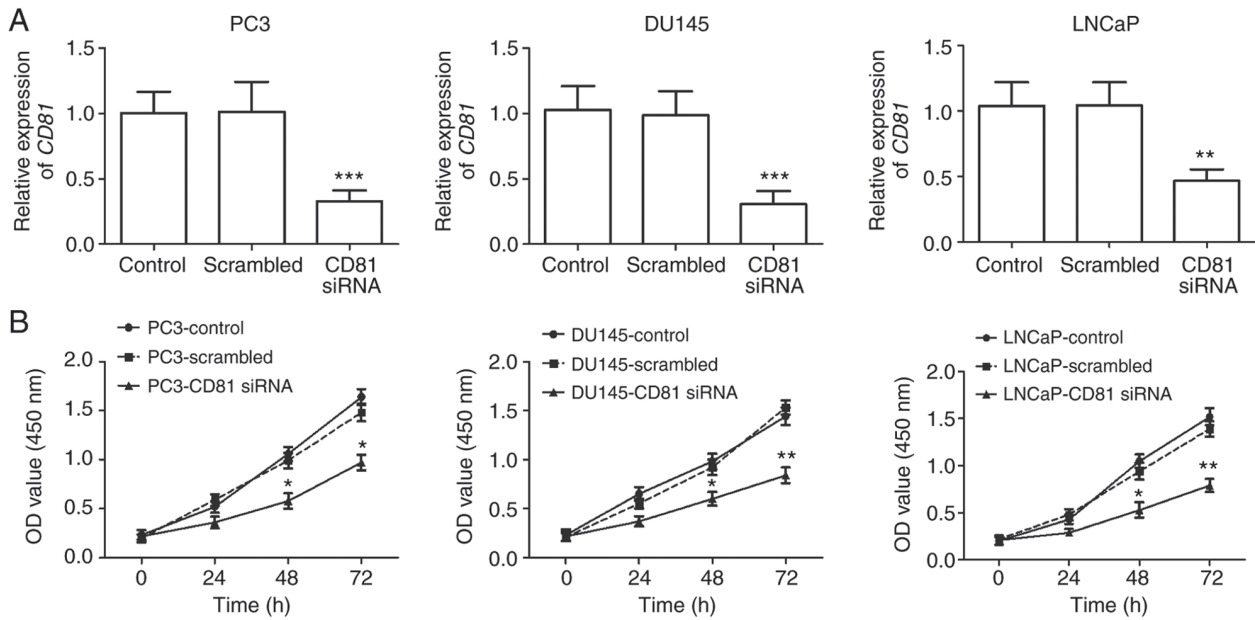 A
PC3
Relative expression
of CD81
1.5
1.0
0.5
0.0
***
Control
Scrambled
CD81
siRNA
DU145
Relative expression
of CD81
1.5
1.0
0.5
0.0
***
Control
Scrambled
CD81
siRNA
LNCaP
Relative expression
of CD81
1.5
1.0
0.5
0.0
**
Control
Scrambled
CD81
siRNA
B
PC3-control
PC3-scrambled
PC3-CD81 siRNA
OD value (450 nm)
2.0
1.5
1.0
0.5
0.0
*
*
0
24
48
72
Time (h)
DU145-control
DU145-scrambled
DU145-CD81 siRNA
OD value (450 nm)
2.0
1.5
1.0
0.5
0.0
*
**
0
24
48
72
Time (h)
LNCaP-control
LNCaP-scrambled
LNCaP-CD81 siRNA
OD value (450 nm)
2.0
1.5
1.0
0.5
0.0
*
**
0
24
48
72
Time (h)